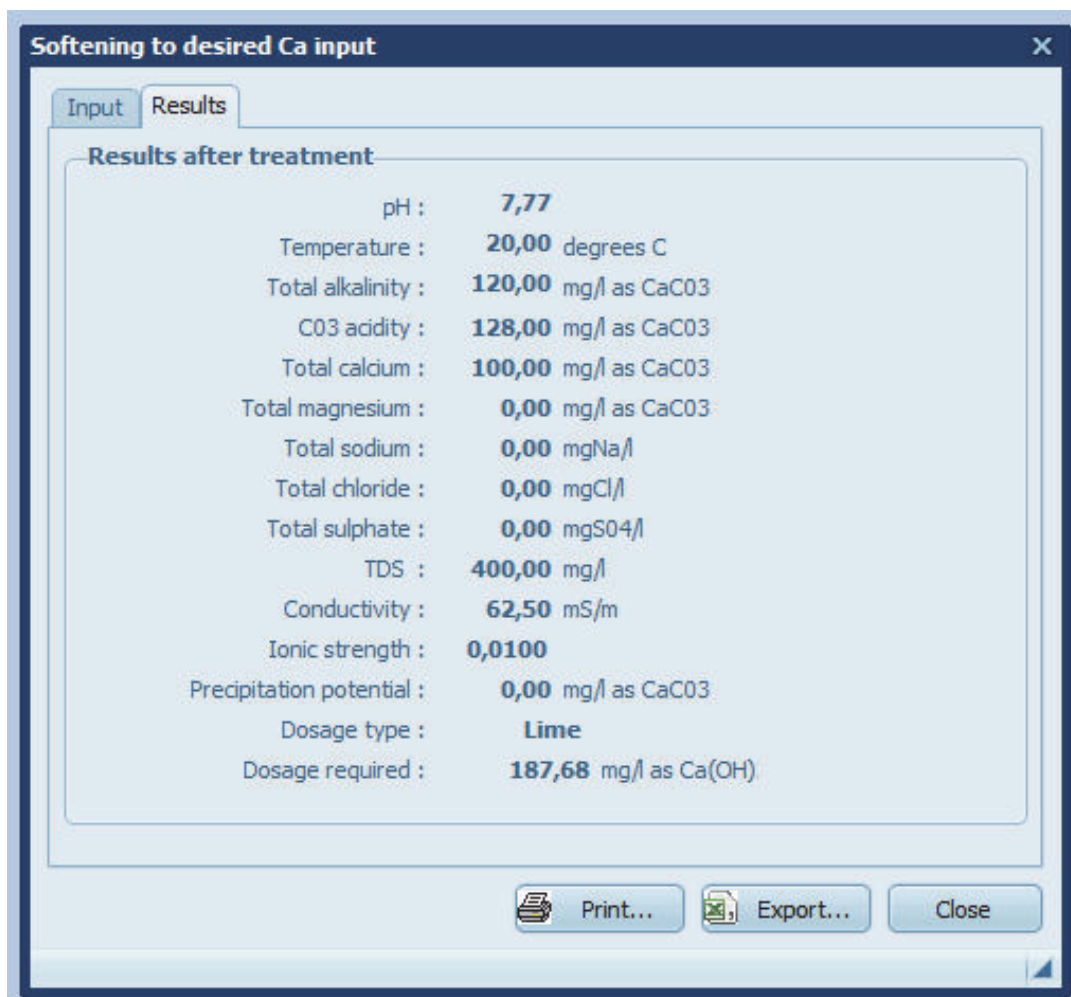 Softening to desired Ca input
Input Results
Results after treatment
pH : 7,77
Temperature : 20,00 degrees C
Total alkalinity : 120,00 mg/l as CaC03
C03 acidity : 128,00 mg/l as CaC03
Total calcium : 100,00 mg/l as CaC03
Total magnesium : 0,00 mg/l as CaC03
Total sodium : 0,00 mgNa/l
Total chloride : 0,00 mgCl/l
Total sulphate : 0,00 mgS04/l
TDS : 400,00 mg/l
Conductivity : 62,50 mS/m
Ionic strength : 0,0100
Precipitation potential : 0,00 mg/l as CaC03
Dosage type : Lime
Dosage required : 187,68 mg/l as Ca(OH)
Print... Export... Close